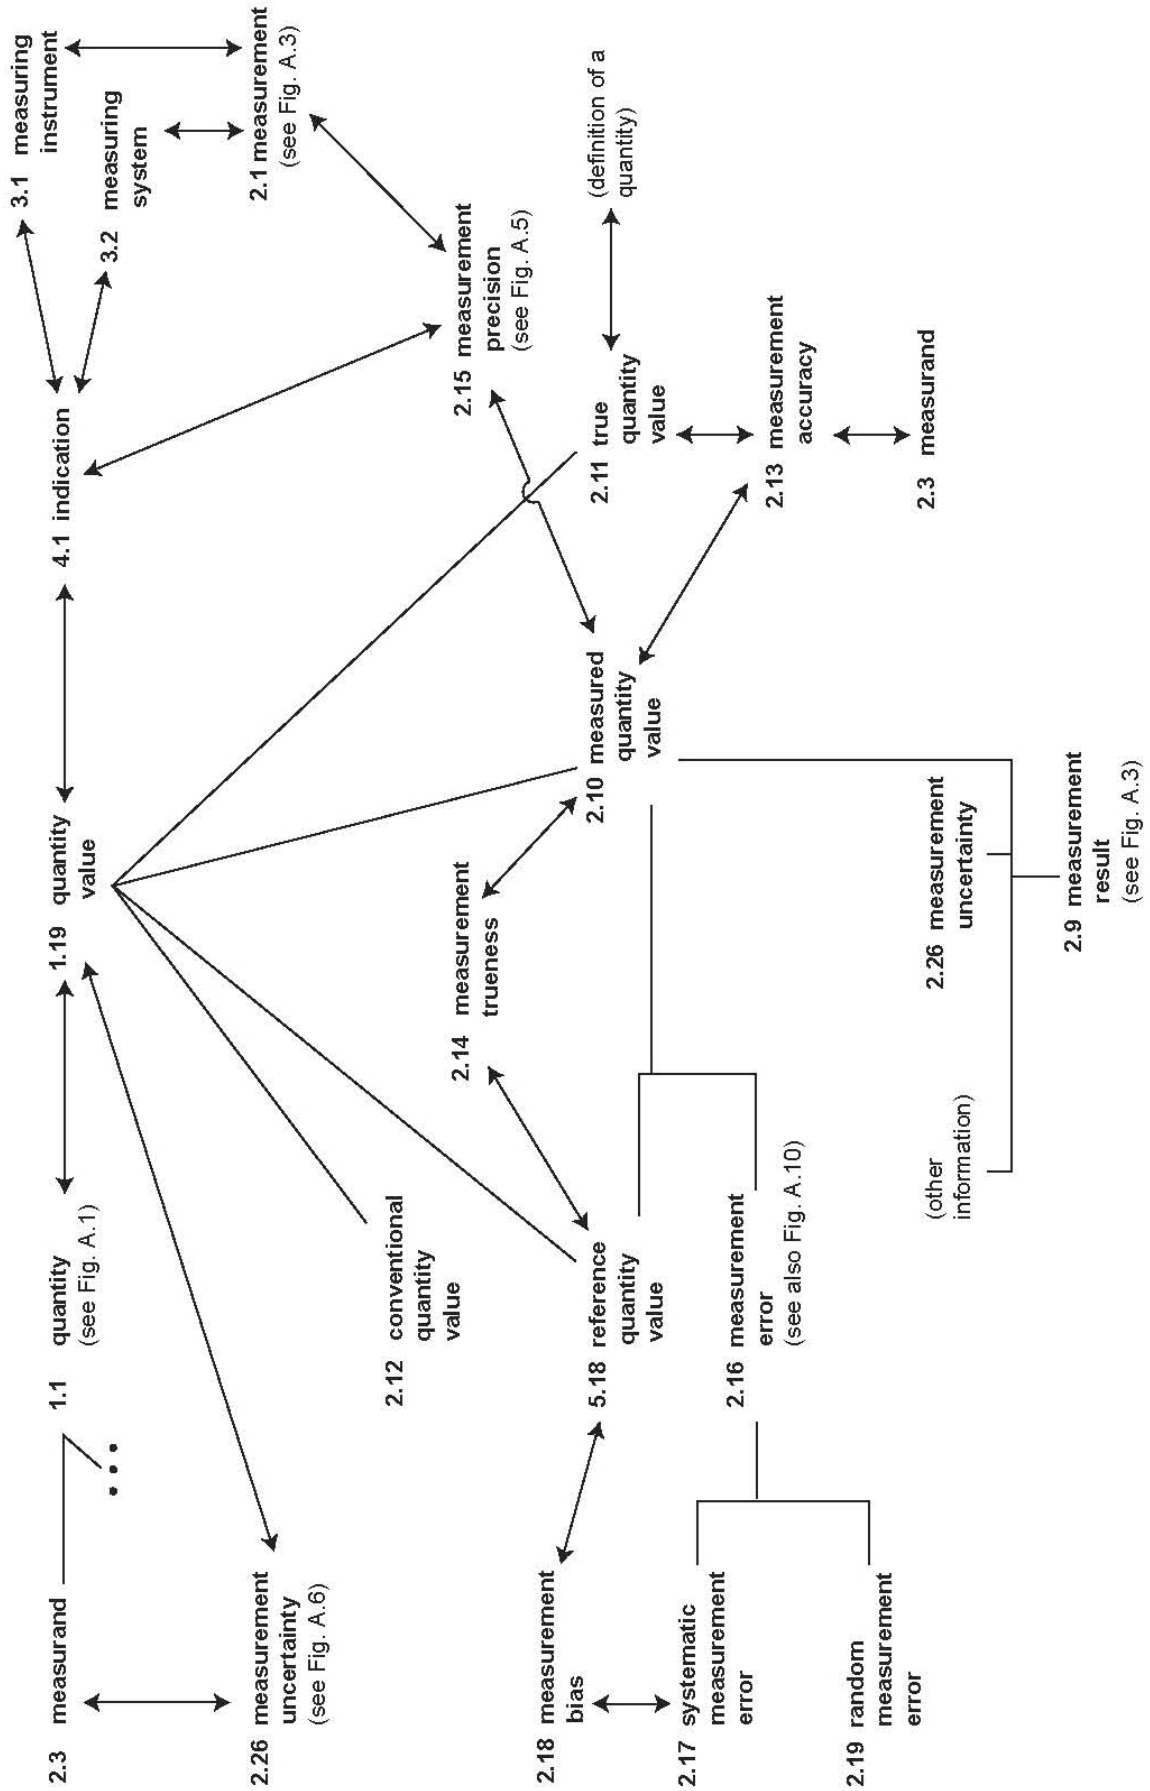 2.3 measurand
1.1 quantity
(see Fig. A.1)
1.19 quantity
value
4.1 indication
3.1 measuring
instrument
3.2 measuring
system
2.26 measurement
uncertainty
(see Fig. A.6)
2.1 measurement
(see Fig. A.3)
2.12 conventional
quantity
value
2.14 measurement
trueness
2.15 measurement
precision
(see Fig. A.5)
2.18 measurement
bias
5.18 reference
quantity
value
2.10 measured
quantity
value
2.11 true
quantity
value
(definition of a
quantity)
2.17 systematic
measurement
error
2.16 measurement
error
(see also Fig. A.10)
2.13 measurement
accuracy
2.19 random
measurement
error
(other
information)
2.26 measurement
uncertainty
2.3 measurand
2.9 measurement
result
(see Fig. A.3)